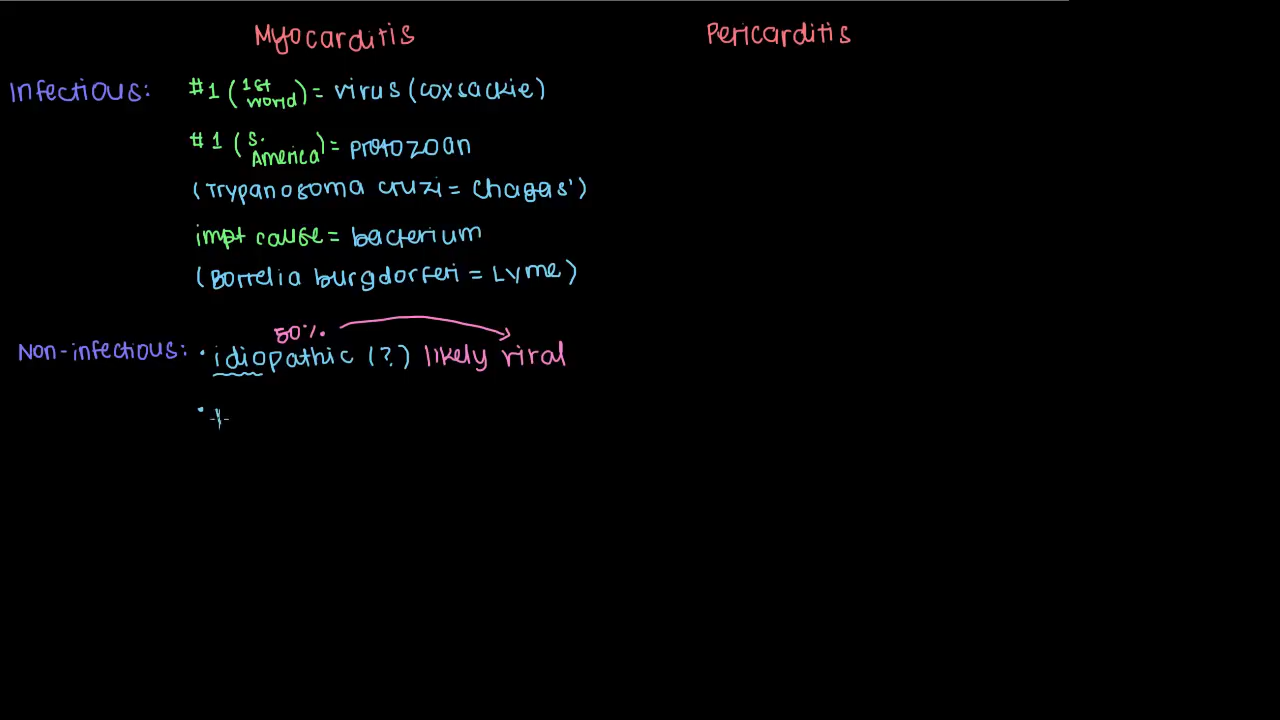 Myocarditis Pericarditis
Infectious: #1 (1st world) = virus (coxsackie)
#1 (S. America) = protozoan
(Trypanosoma cruzi = Chagas')
impt cause = bacterium
(Borrelia burgdorferi = Lyme)
50%
Non-infectious: • idiopathic (?) likely viral
•